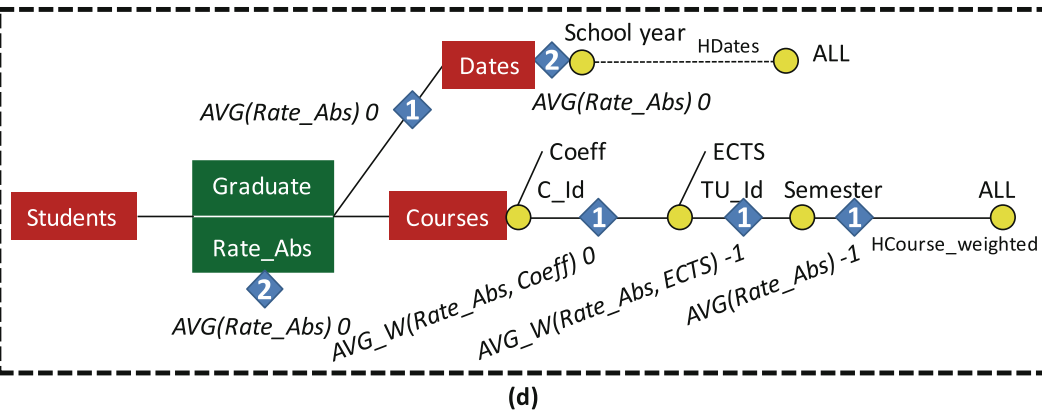 School year
HDates
ALL
Dates
2
AVG(Rate_Abs) 0
AVG(Rate_Abs) 0
1
Coeff
ECTS
Graduate
C_Id
TU_Id
Semester
ALL
Students
Courses
1
1
1
Rate_Abs
HCourse_weighted
2
AVG(Rate_Abs) 0
AVG_W(Rate_Abs, Coeff) 0
AVG_W(Rate_Abs, ECTS) -1
AVG(Rate_Abs) -1
(d)